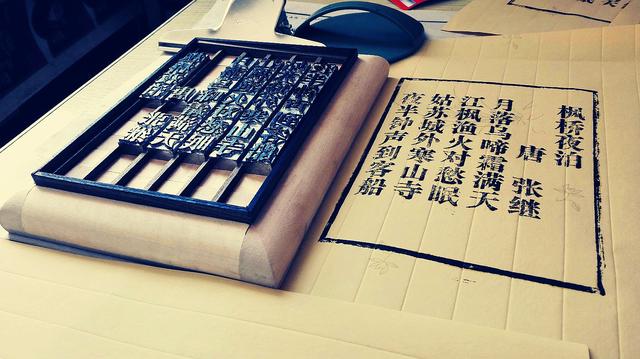 枫桥夜泊
唐 张继
月落乌啼霜满天
江枫渔火对愁眠
姑苏城外寒山寺
夜半钟声到客船